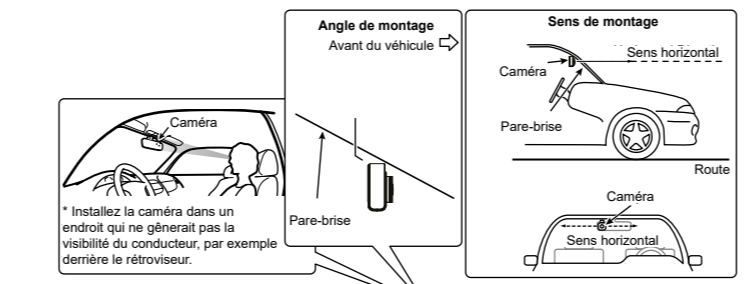 Angle de montage
Avant du véhicule
Pare-brise
Sens de montage
Sens horizontal
Caméra
Pare-brise
Route
Caméra
Sens horizontal
Caméra
* Installez la caméra dans un
endroit qui ne gênerait pas la
visibilité du conducteur, par exemple
derrière le rétroviseur.